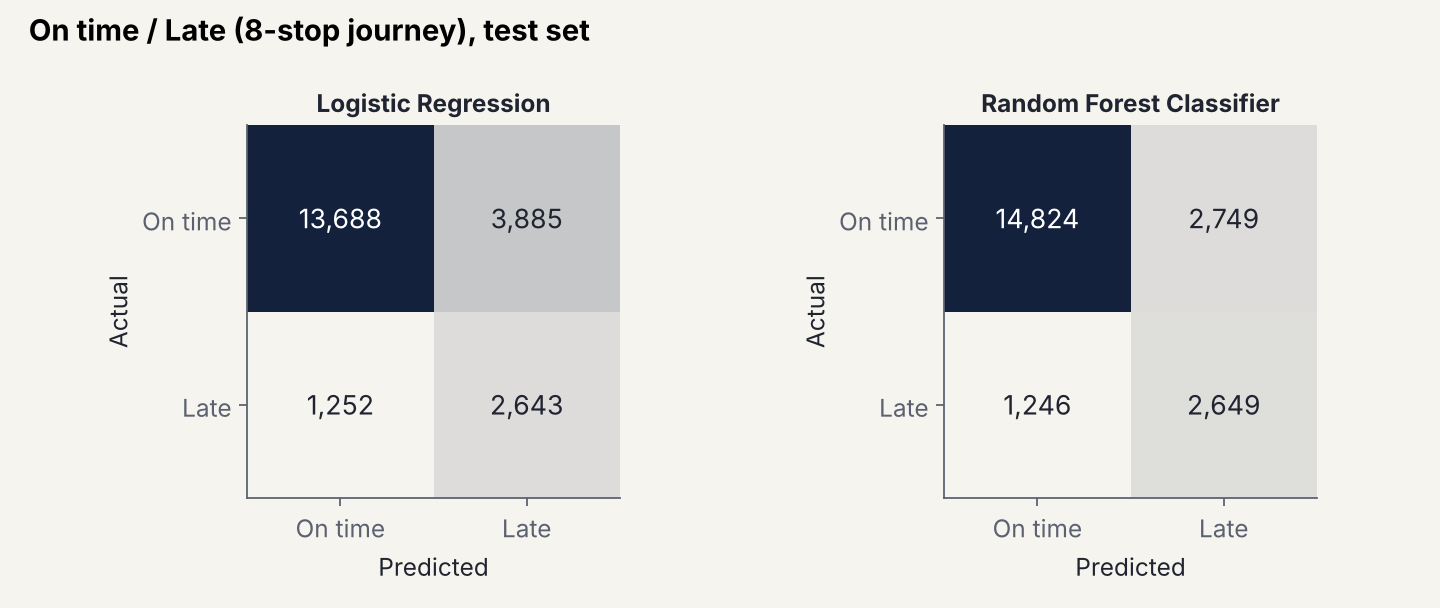 On time / Late (8-stop journey), test set
Logistic Regression
On time
13,688
3,885
Late
1,252
2,643
Actual
On time
Late
Predicted
Random Forest Classifier
On time
14,824
2,749
Late
1,246
2,649
Actual
On time
Late
Predicted